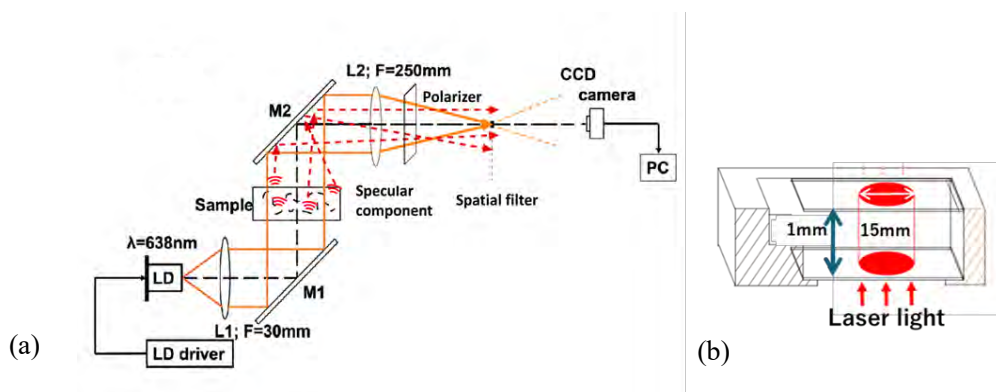 L2; F=250mm
CCD
camera
Polarizer
M2
PC
Specular
component
Spatial filter
Sample
λ=638nm
LD
M1
L1; F=30mm
LD driver
(a)
1mm
15mm
Laser light
(b)